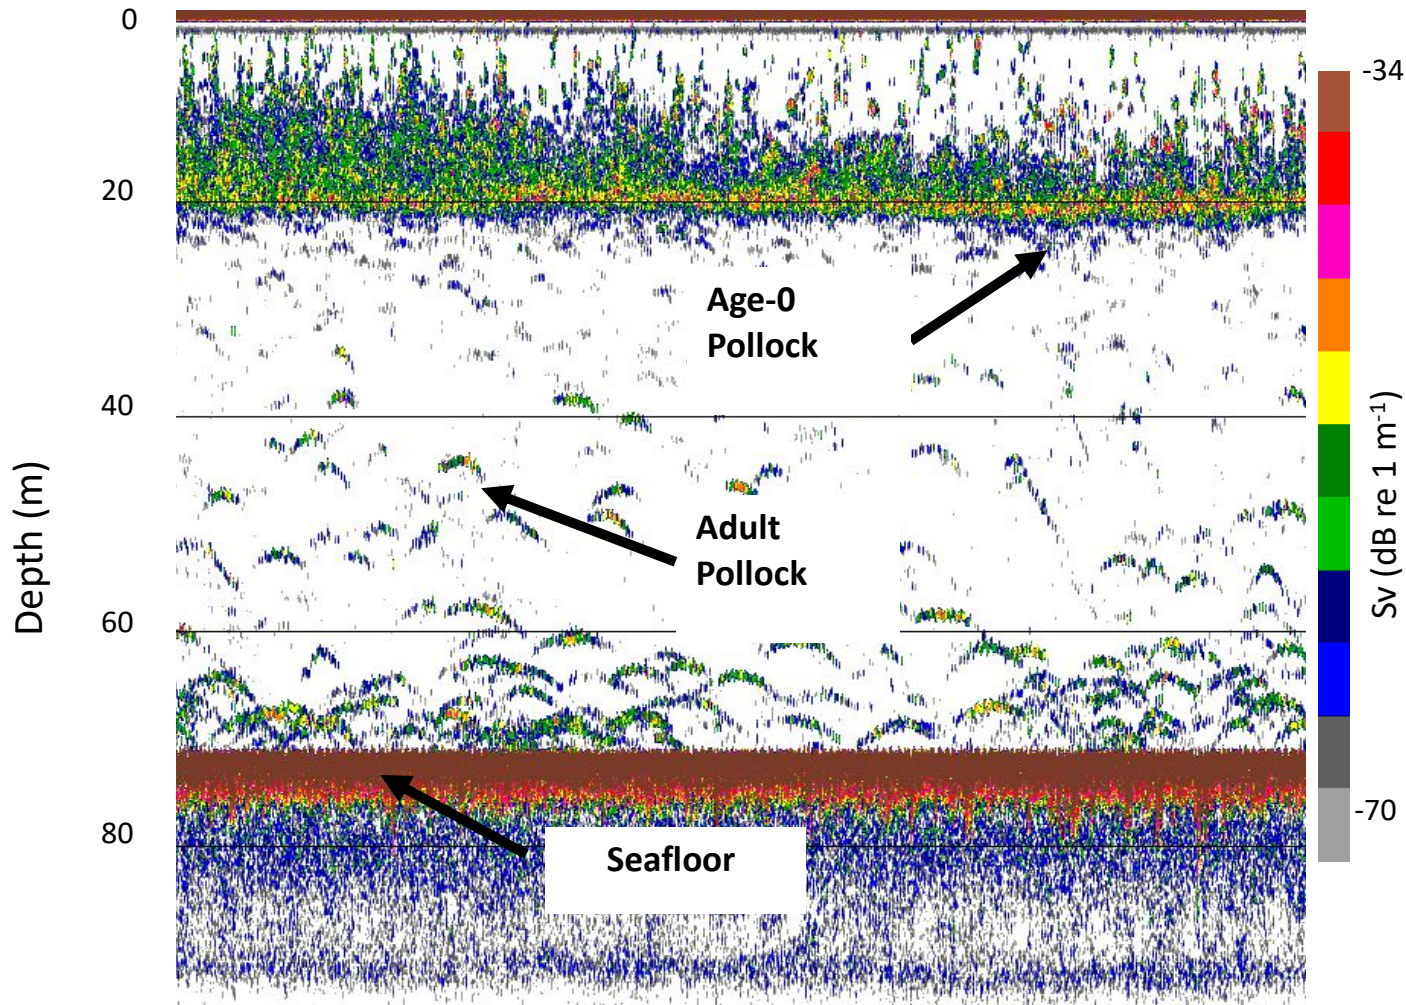 0
20
40
60
80
Depth (m)
Age-0
Pollock
Adult
Pollock
Seafloor
-34
-70
Sv (dB re 1 m⁻¹)